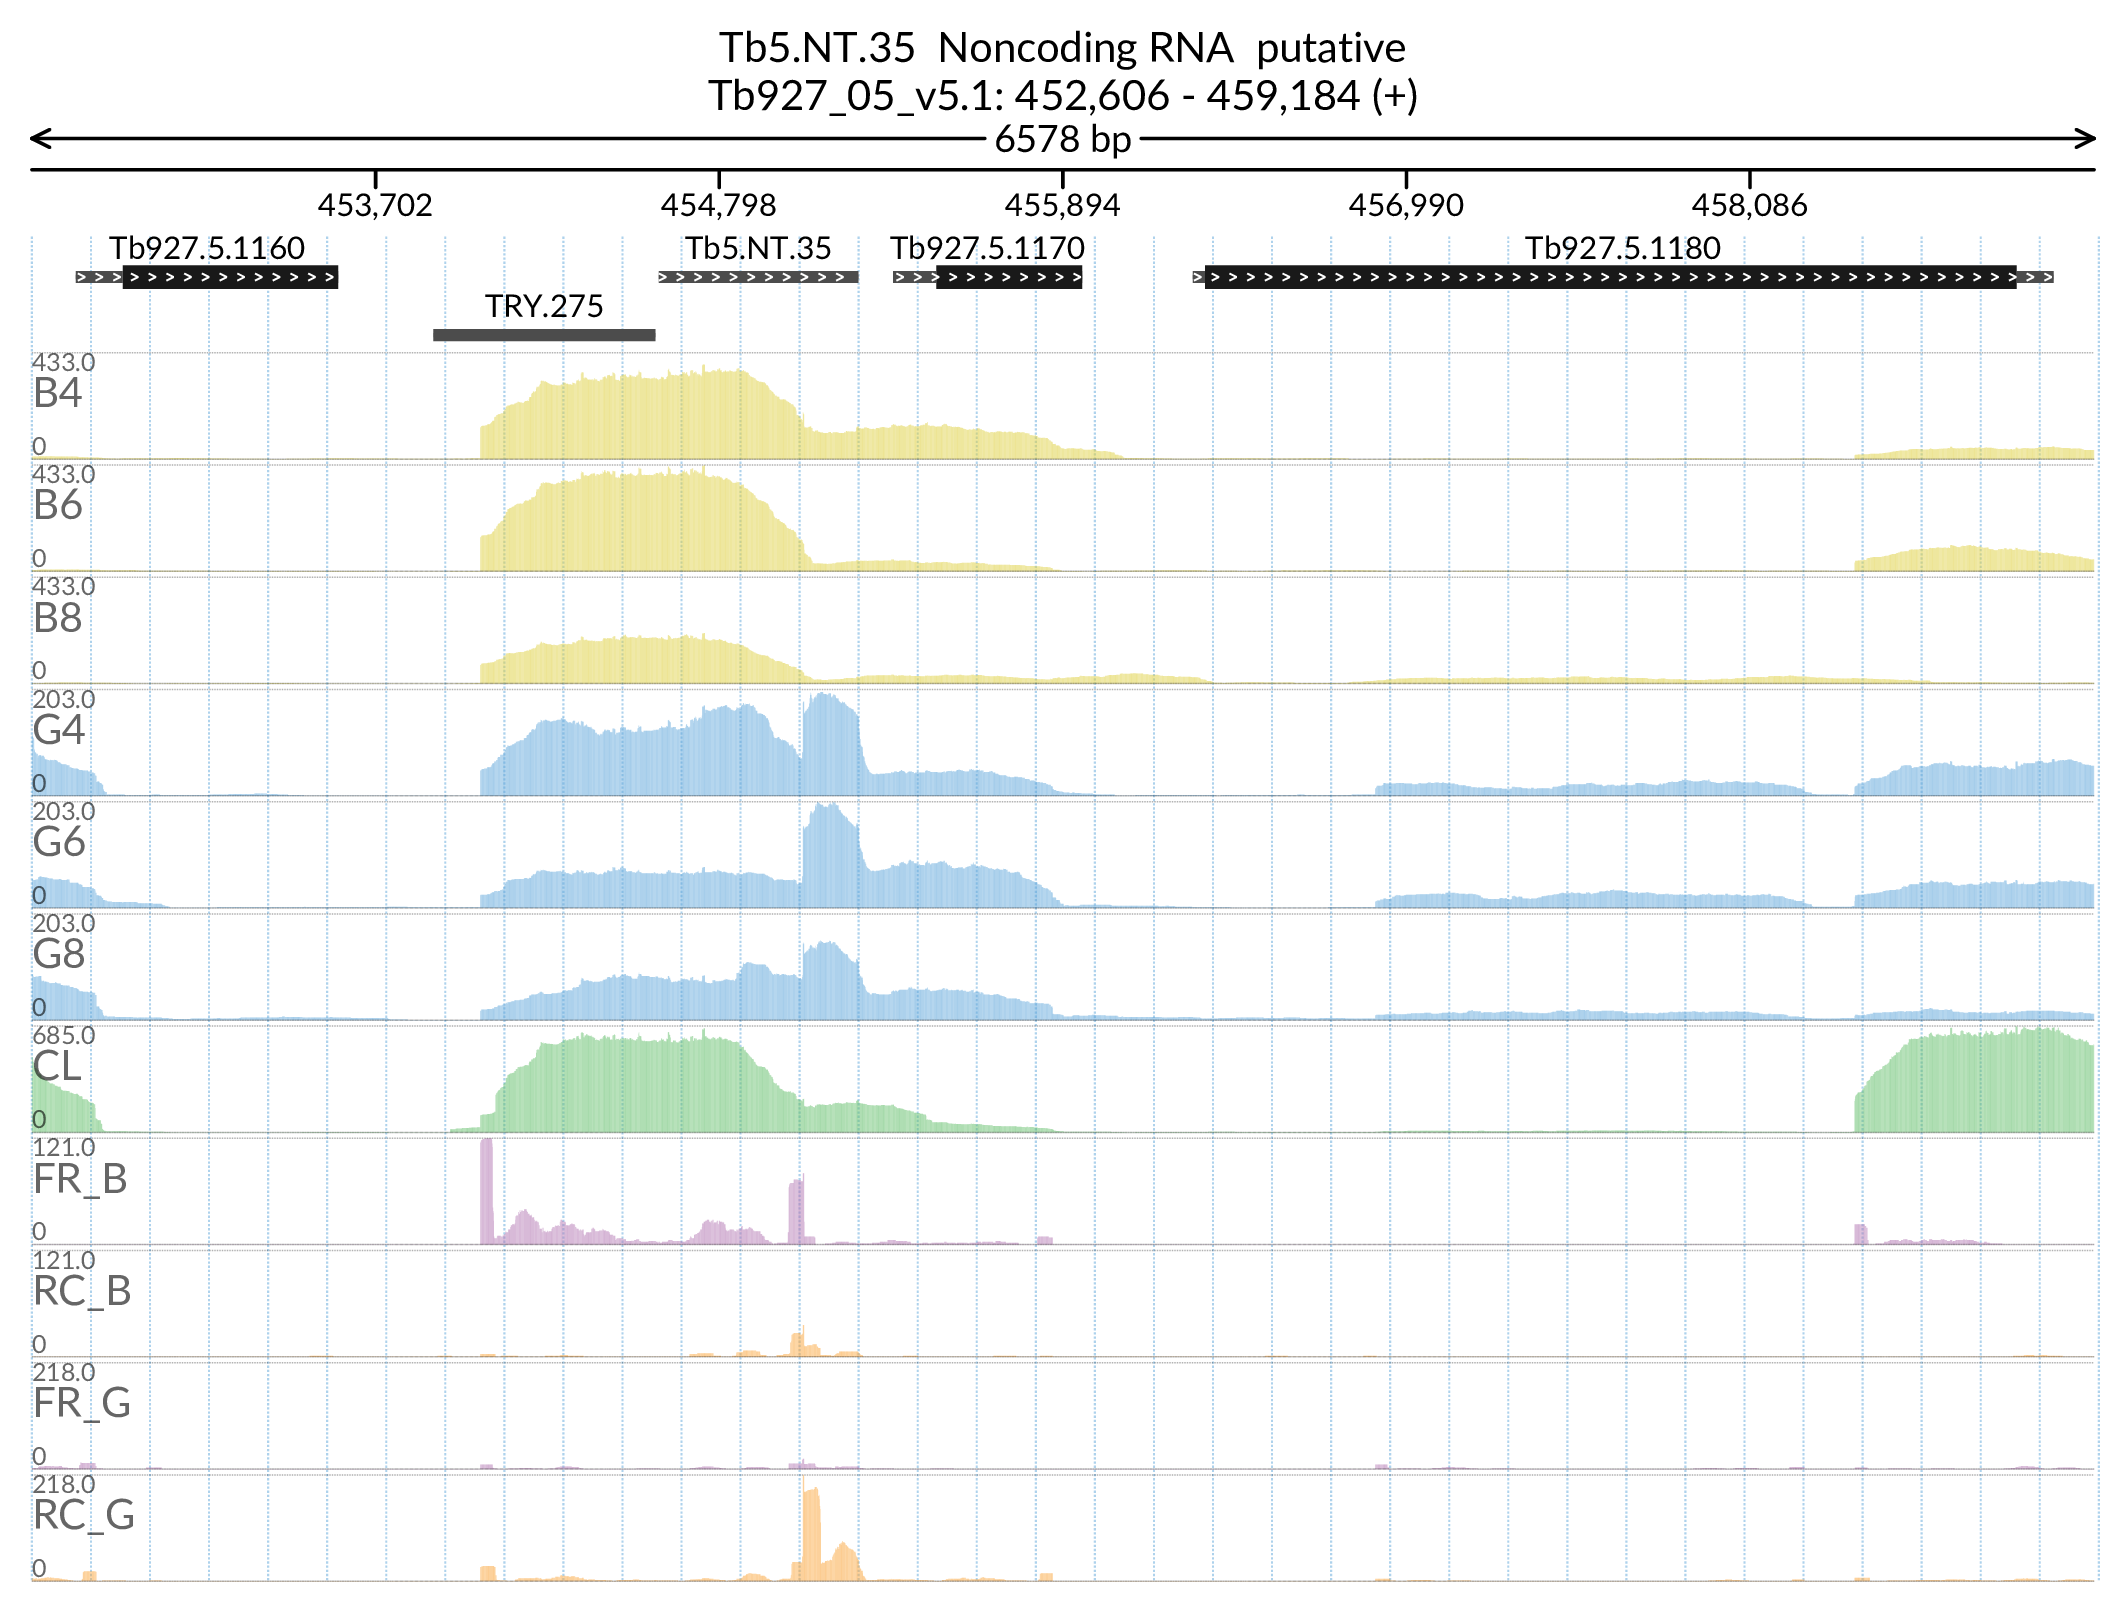 Tb5.NT.35 Noncoding RNA putative
Tb927_05_v5.1: 452,606 - 459,184 (+)
6578 bp
453,702 454,798 455,894 456,990 458,086
Tb927.5.1160 Tb5.NT.35 Tb927.5.1170 Tb927.5.1180
TRY.275
433.0
B4
0
433.0
B6
0
433.0
B8
0
203.0
G4
0
203.0
G6
0
203.0
G8
0
685.0
CL
0
121.0
FR_B
0
121.0
RC_B
0
218.0
FR_G
0
218.0
RC_G
0